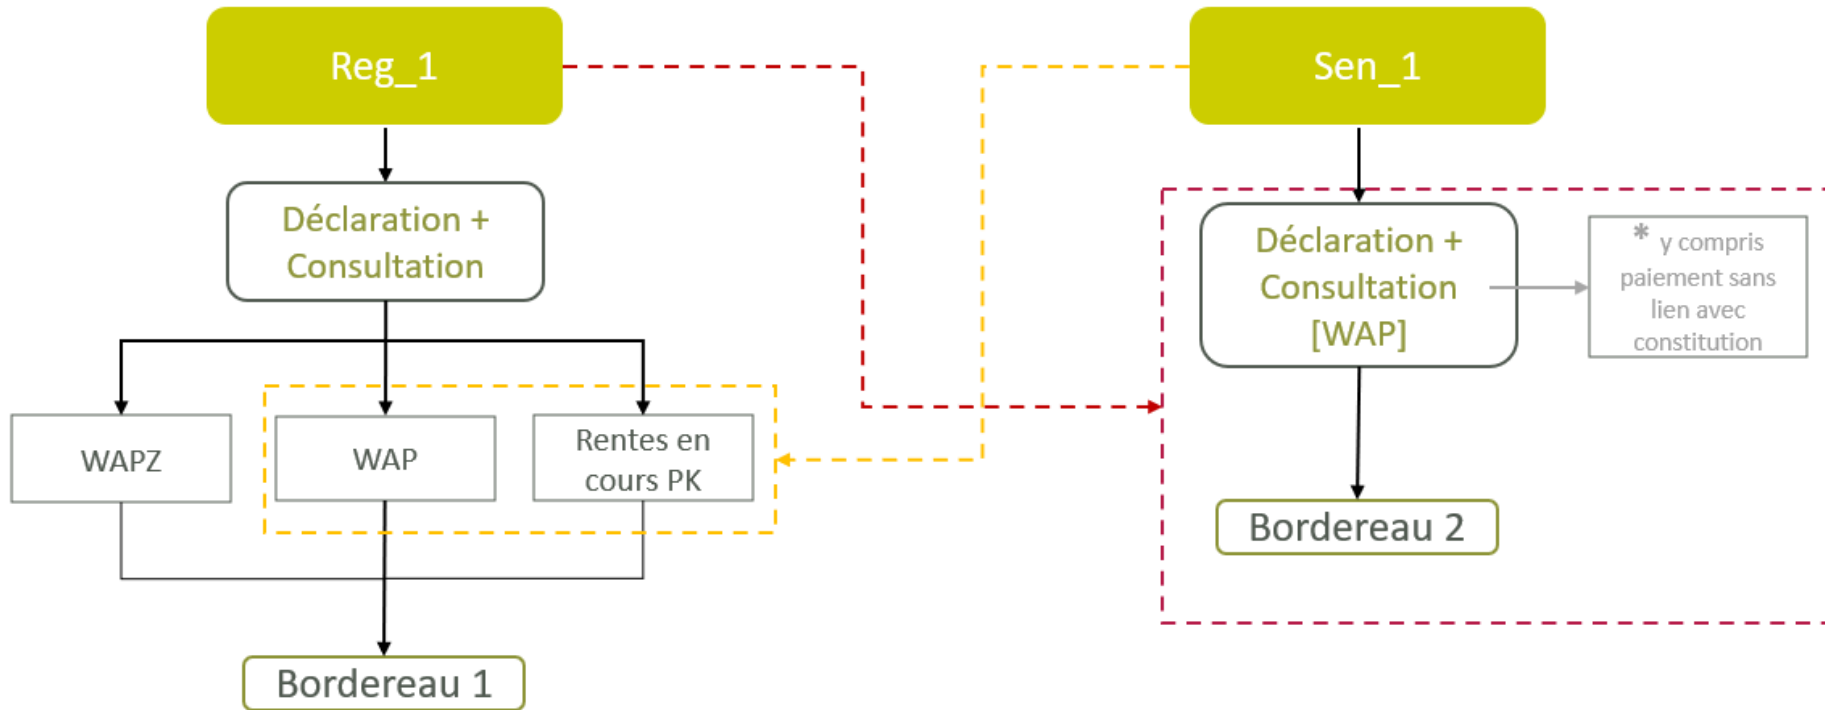 Reg_1
Sen_1
Déclaration +
Consultation
Déclaration +
Consultation
[WAP]
* y compris
paiement sans
lien avec
constitution
WAPZ
WAP
Rentes en
cours PK
Bordereau 2
Bordereau 1